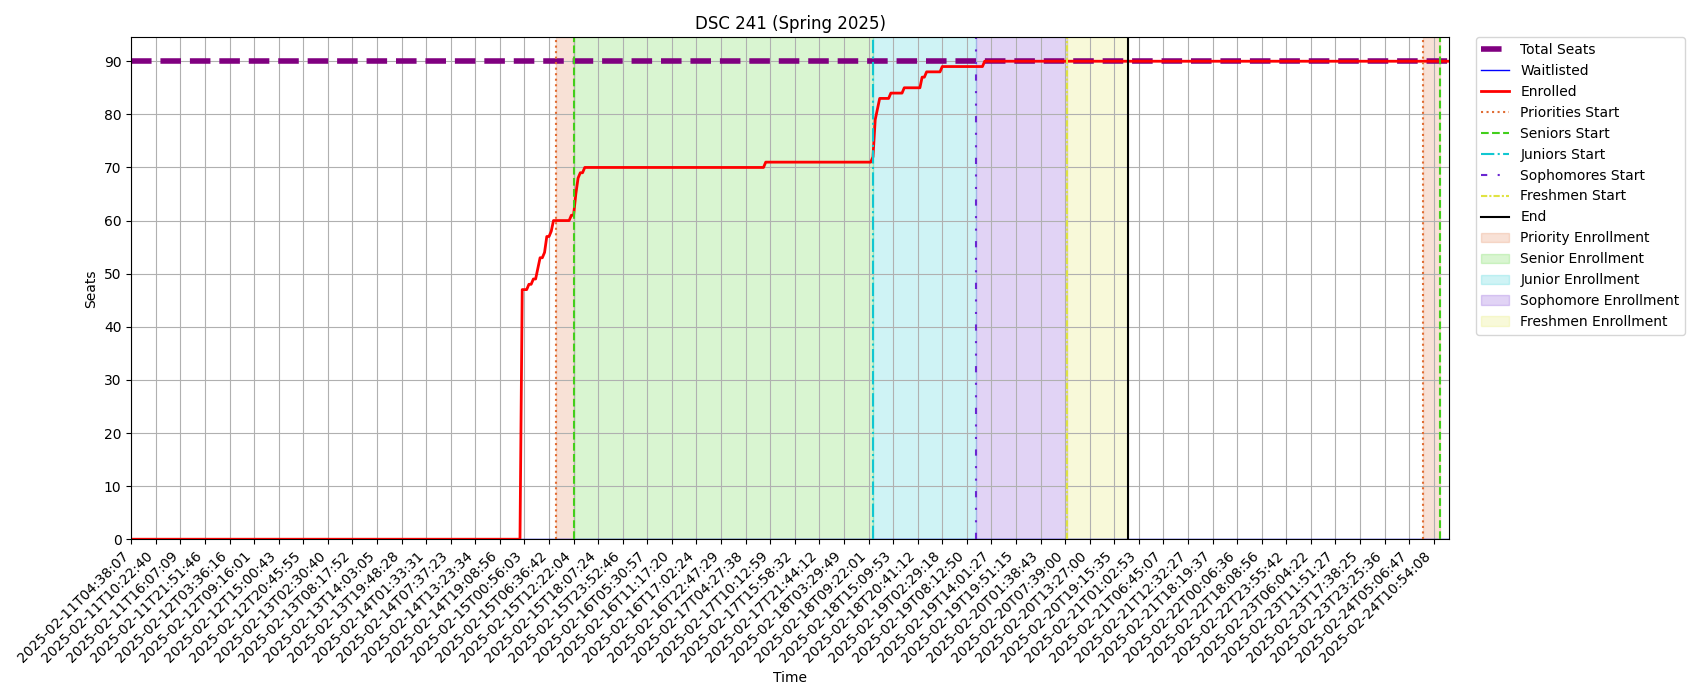 DSC 241 (Spring 2025)
Seats
90
80
70
60
50
40
30
20
10
0
2025-02-11T04:38:07
2025-02-11T10:22:40
2025-02-11T16:07:09
2025-02-11T21:51:46
2025-02-12T03:36:16
2025-02-12T09:16:01
2025-02-12T15:00:43
2025-02-12T20:45:55
2025-02-13T02:30:40
2025-02-13T08:17:52
2025-02-13T14:03:05
2025-02-13T19:48:28
2025-02-14T01:33:31
2025-02-14T07:37:23
2025-02-14T13:23:34
2025-02-14T19:08:56
2025-02-15T00:56:03
2025-02-15T06:36:42
2025-02-15T12:22:04
2025-02-15T18:07:24
2025-02-15T23:52:46
2025-02-16T05:30:57
2025-02-16T11:17:20
2025-02-16T17:02:24
2025-02-16T22:47:29
2025-02-17T04:27:38
2025-02-17T10:12:59
2025-02-17T15:58:32
2025-02-17T21:44:12
2025-02-18T03:29:49
2025-02-18T09:22:01
2025-02-18T15:09:53
2025-02-18T20:41:12
2025-02-19T02:29:18
2025-02-19T08:12:50
2025-02-19T14:01:27
2025-02-19T19:51:15
2025-02-20T01:38:43
2025-02-20T07:39:00
2025-02-20T13:27:00
2025-02-20T19:15:35
2025-02-21T01:02:53
2025-02-21T06:45:07
2025-02-21T12:32:27
2025-02-21T18:19:37
2025-02-22T00:06:36
2025-02-22T18:08:56
2025-02-22T23:55:42
2025-02-23T06:04:22
2025-02-23T11:51:27
2025-02-23T17:38:25
2025-02-23T23:25:36
2025-02-24T05:06:47
2025-02-24T10:54:08
Time
Total Seats
Waitlisted
Enrolled
Priorities Start
Seniors Start
Juniors Start
Sophomores Start
Freshmen Start
End
Priority Enrollment
Senior Enrollment
Junior Enrollment
Sophomore Enrollment
Freshmen Enrollment